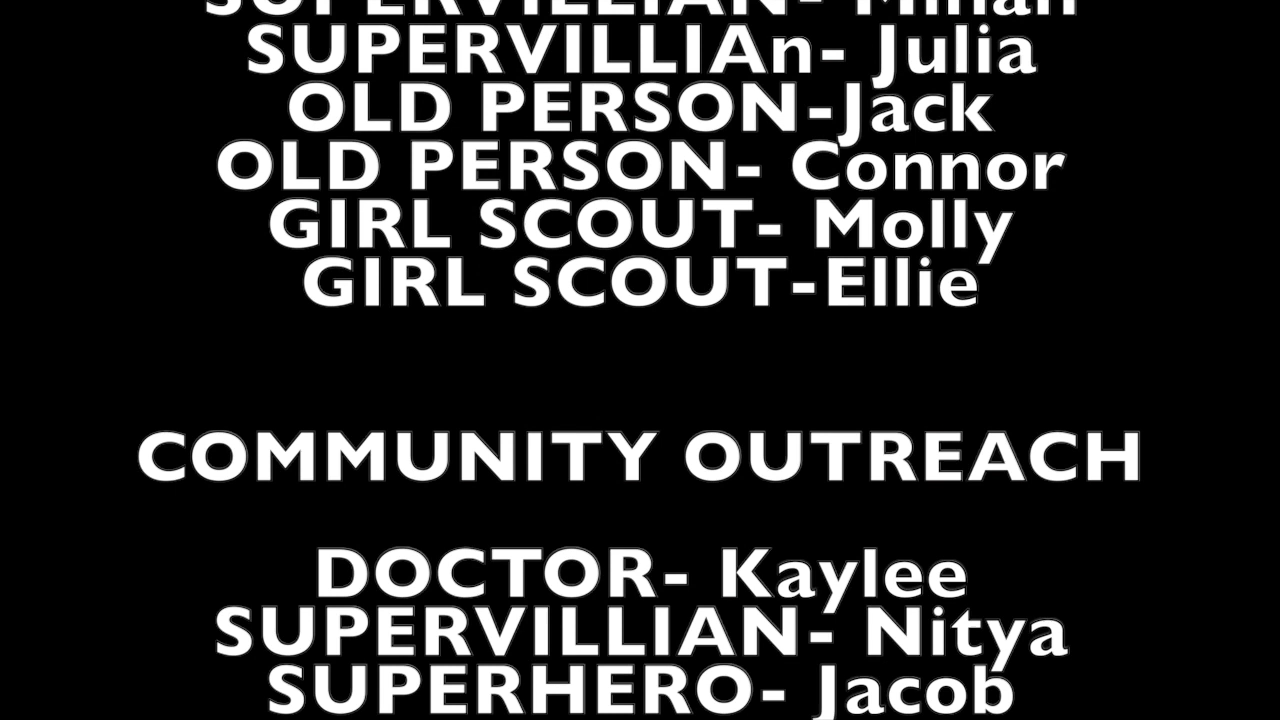 SUPERVILLIAN-
SUPERVILLIAn- Julia
OLD PERSON-Jack
OLD PERSON- Connor
GIRL SCOUT- Molly
GIRL SCOUT-Ellie
COMMUNITY OUTREACH
DOCTOR- Kaylee
SUPERVILLIAN- Nitya
SUPERHERO- Jacob